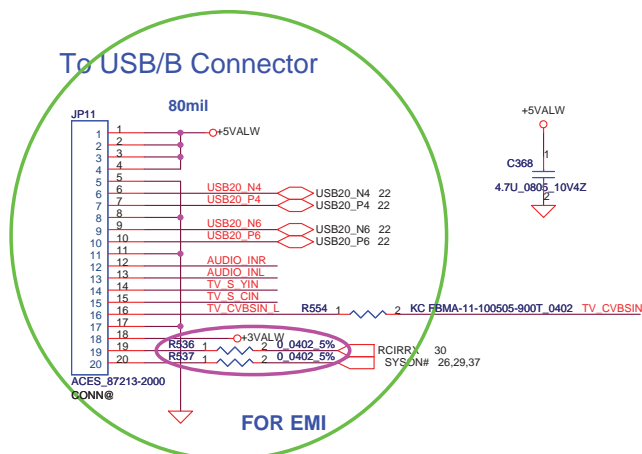 To USB/B Connector
80mil
JP11
1 1 +5VALW
2 2
3 3
4 4
5 5
6 6 USB20_N4 USB20_N4 22
7 7 USB20_P4 USB20_P4 22
8 8
9 9 USB20_N6 USB20_N6 22
10 10 USB20_P6 USB20_P6 22
11 11
12 12 AUDIO_INR
13 13 AUDIO_INL
14 14 TV_S_YIN
15 15 TV_S_CIN
16 16 TV_CVBSIN_L R554 1 2 KC FBMA-11-100505-900T_0402 TV_CVBSIN
17 17
18 18 +3VALW
19 19 R536 1 2 0_0402_5% RCIRRX 30
20 20 R537 1 2 0_0402_5% SYSON# 26,29,37
ACES_87213-2000
CONN@
FOR EMI
+5VALW
1
C368
4.7U_0805_10V4Z
2